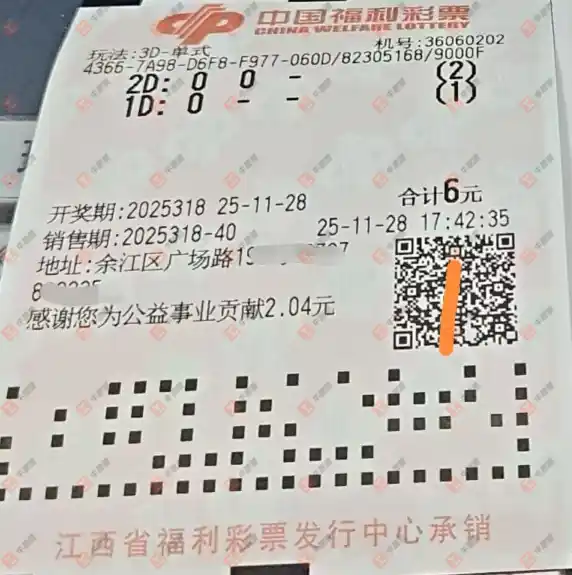 中国福利彩票
CHINA WELFARE LOTTERY
玩法:3D-单式 机号:36060202
4366-7A98-D6F8-F977-060D/82305168/9000F
2D: 0 0 - (2)
1D: 0 - - (1)
合计6元
开奖期:2025318 25-11-28
销售期:2025318-40 25-11-28 17:42:35
地址:余江区广场路19
8
感谢您为公益事业贡献2.04元
江西省福利彩票发行中心承销